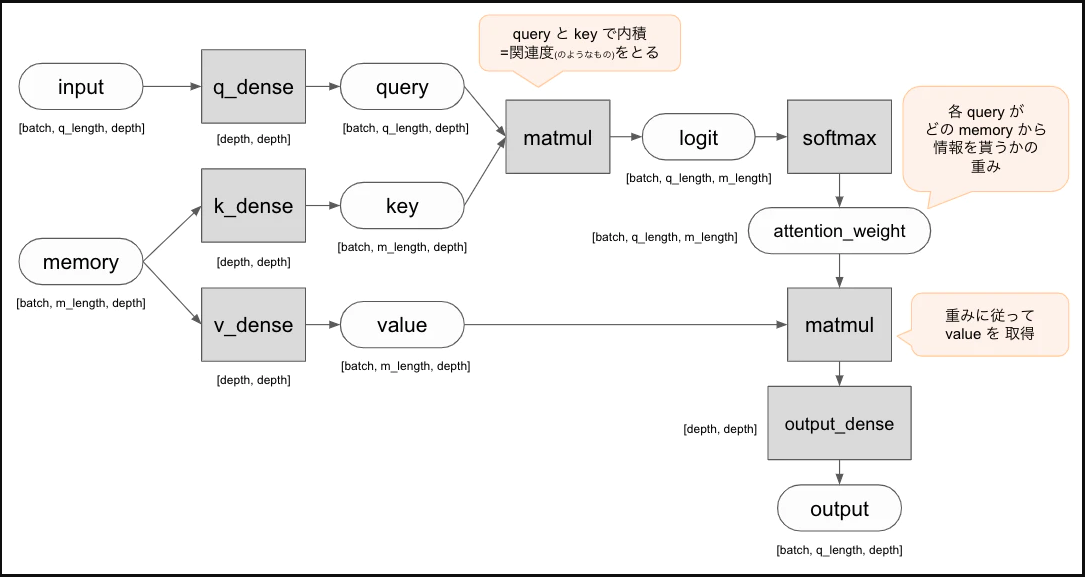 query と key で内積
=関連度(のようなもの)をとる
input
q_dense
query
[batch, q_length, depth]
[depth, depth]
[batch, q_length, depth]
matmul
logit
softmax
[batch, q_length, m_length]
各 query が
どの memory から
情報を貰うかの
重み
k_dense
key
[depth, depth]
[batch, m_length, depth]
[batch, q_length, m_length]
attention_weight
memory
[batch, m_length, depth]
v_dense
value
[depth, depth]
[batch, m_length, depth]
matmul
重みに従って
value を 取得
[depth, depth]
output_dense
output
[batch, q_length, depth]